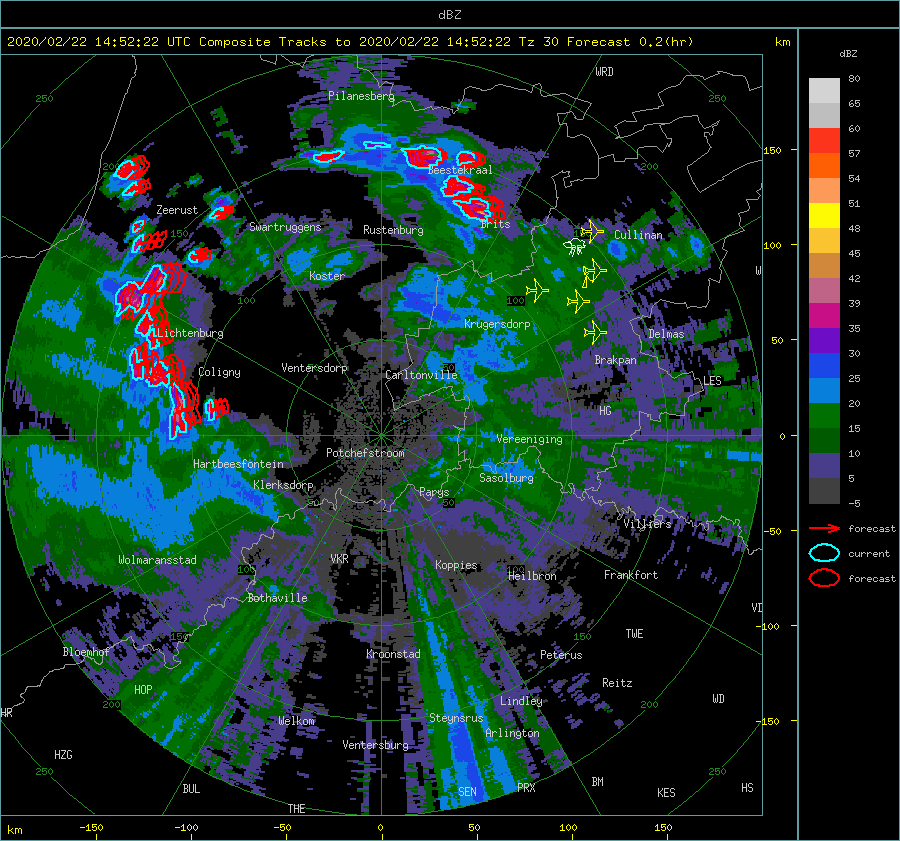 dBZ
2020/02/22 14:52:22 UTC Composite Tracks to 2020/02/22 14:52:22 Tz 30 Forecast 0.2(hr) km
dBZ
WRD
80
250 Pilanesberg 250
65
60
150
57
200 Beestekraal 200
54
51
Zeerust
48
Swartruggens Rustenburg Brits Cullinan
150
100
45
Koster W
42
100 100
39
Krugersdorp
Lichtenburg Delmas
35
50
30
Brakpan
Coligny Ventersdorp Carltonville LES
25
20
HG
15
Vereeniging 0
Potchefstroom
10
Hartbeesfontein
Sasolburg
5
Klerksdorp Parys
50 50
-5
Villiers forecast
-50
VKR current
Wolmaransstad Koppies
100 100
Heilbron Frankfort forecast
Bothaville VD
-100
150 150 TWE
Bloemhof Kroonstad Peterus
HOP Reitz
200 Lindley 200 WD
HR
Welkom Steynsrus
-150
Arlington
Ventersburg
HZG
250 250
BUL SEN PRX BM KES HS
THE
km -150 -100 -50 0 50 100 150